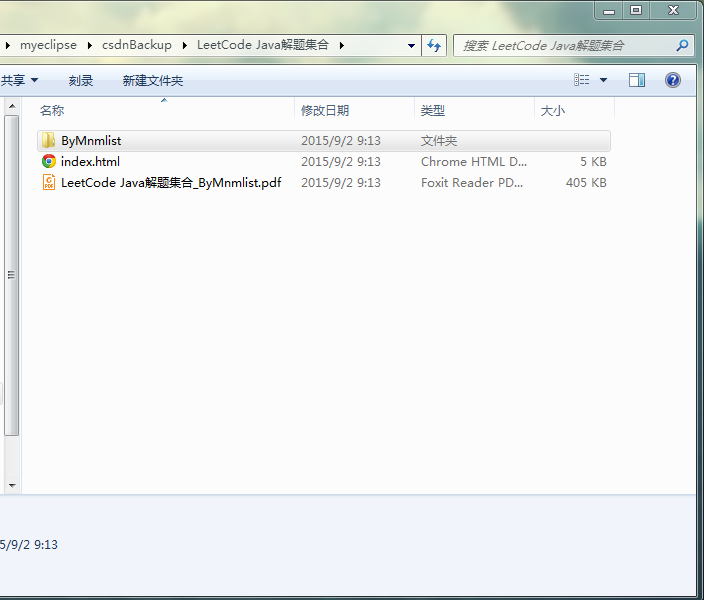 myeclipse csdnBackup LeetCode Java解题集合 搜索 LeetCode Java解题集合
共享 刻录 新建文件夹
名称 修改日期 类型 大小
ByMnmlist 2015/9/2 9:13 文件夹
index.html 2015/9/2 9:13 Chrome HTML D... 5 KB
LeetCode Java解题集合_ByMnmlist.pdf 2015/9/2 9:13 Foxit Reader PD... 405 KB
5/9/2 9:13